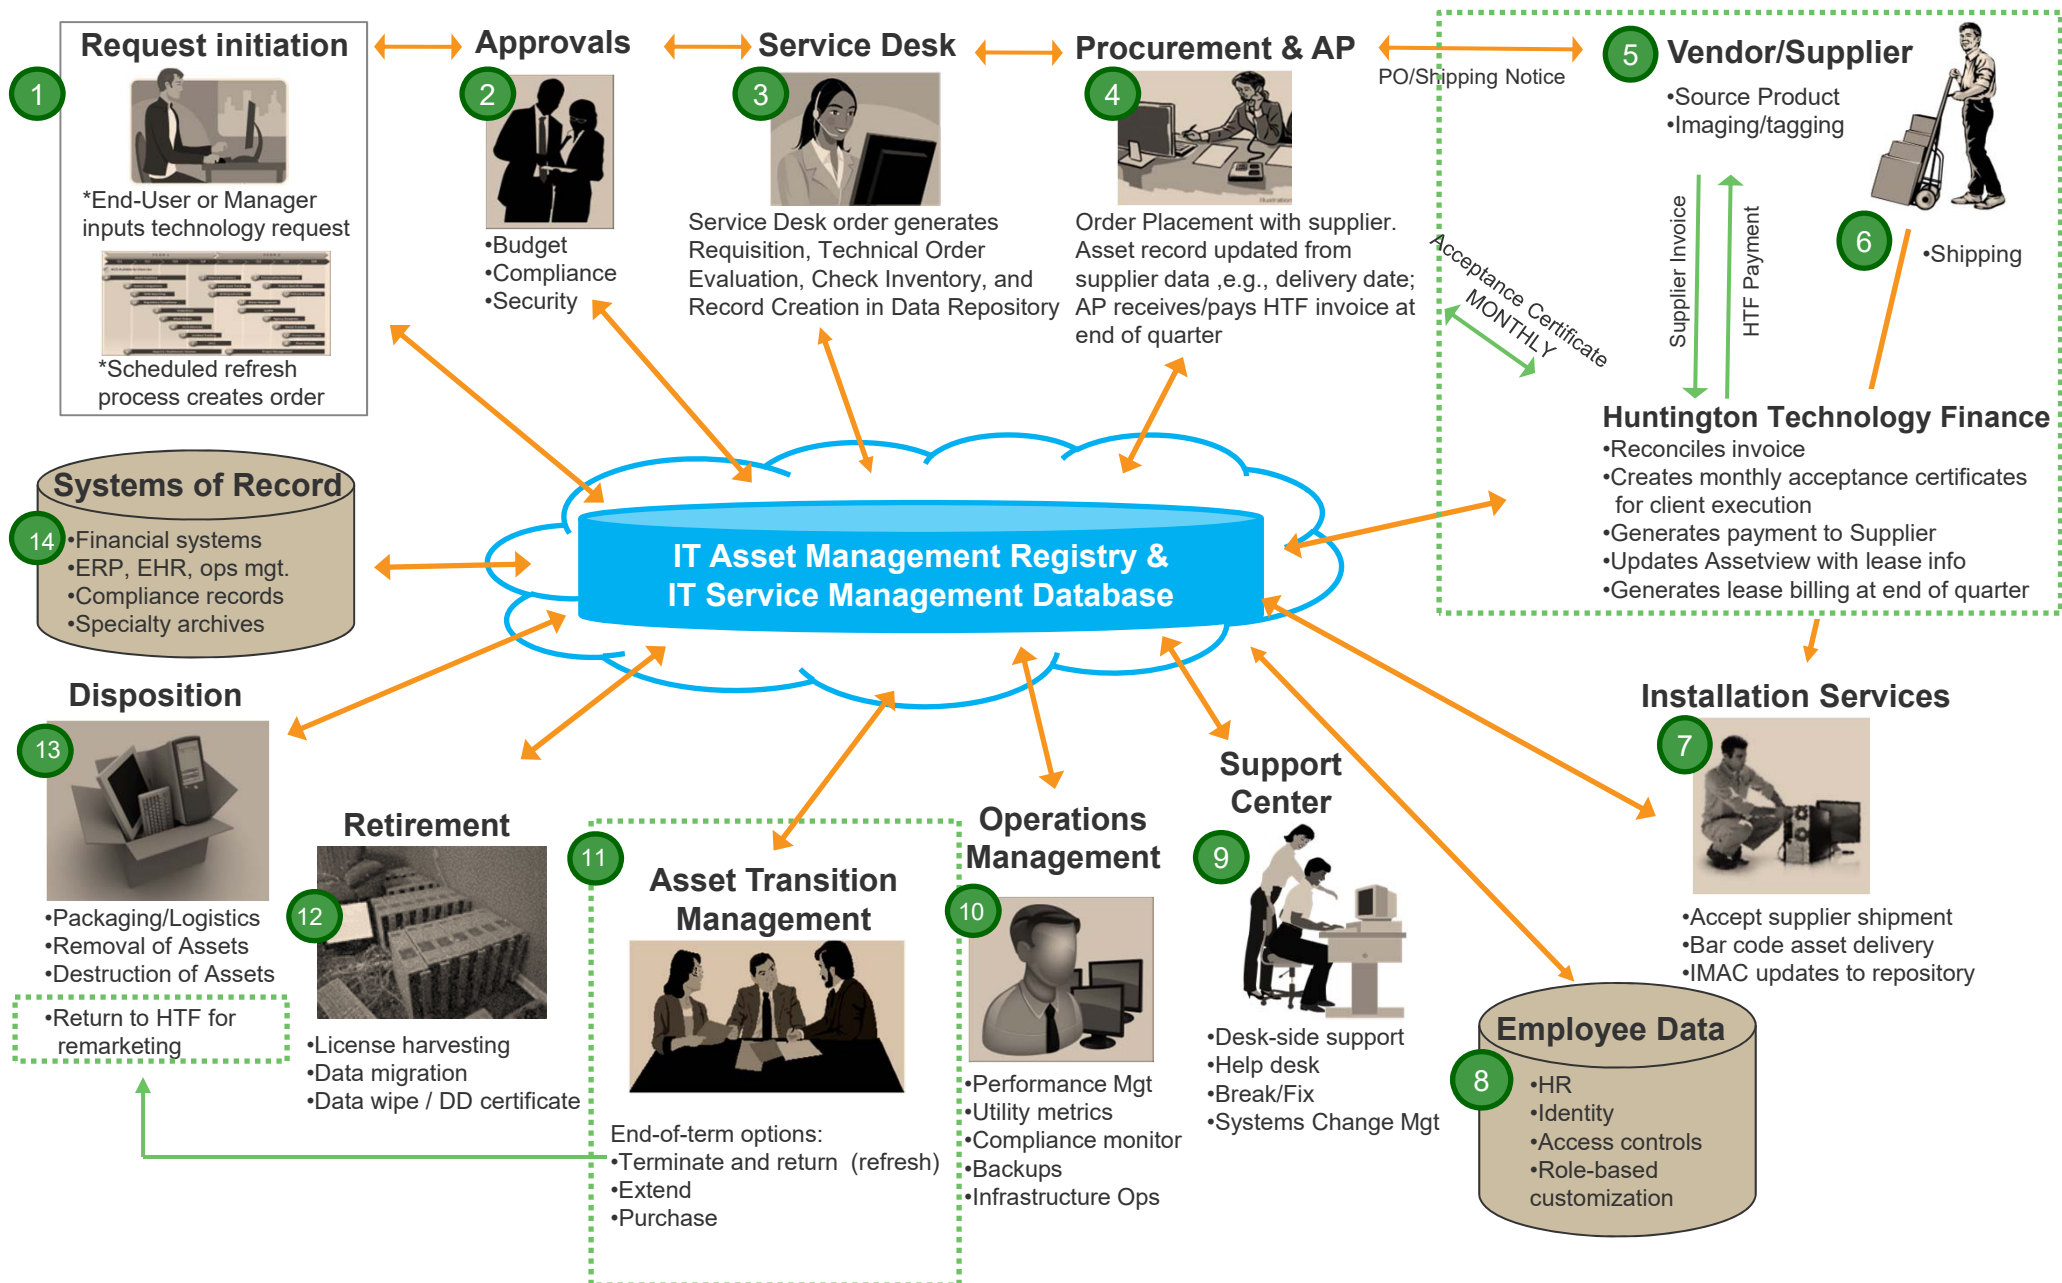 Request initiation
1
*End-User or Manager
inputs technology request
*Scheduled refresh
process creates order
Approvals
2
•Budget
•Compliance
•Security
Service Desk
3
Service Desk order generates
Requisition, Technical Order
Evaluation, Check Inventory, and
Record Creation in Data Repository
Procurement & AP
4
Order Placement with supplier.
Asset record updated from
supplier data ,e.g., delivery date;
AP receives/pays HTF invoice at
end of quarter
PO/Shipping Notice
5
Vendor/Supplier
•Source Product
•Imaging/tagging
Supplier Invoice
HTF Payment
6
•Shipping
Acceptance Certificate
MONTHLY
Huntington Technology Finance
•Reconciles invoice
•Creates monthly acceptance certificates
for client execution
•Generates payment to Supplier
•Updates Assetview with lease info
•Generates lease billing at end of quarter
IT Asset Management Registry &
IT Service Management Database
Systems of Record
14
•Financial systems
•ERP, EHR, ops mgt.
•Compliance records
•Specialty archives
Disposition
13
•Packaging/Logistics
•Removal of Assets
•Destruction of Assets
•Return to HTF for
remarketing
Retirement
12
•License harvesting
•Data migration
•Data wipe / DD certificate
11
Asset Transition
Management
End-of-term options:
•Terminate and return  (refresh)
•Extend
•Purchase
Operations
Management
10
•Performance Mgt
•Utility metrics
•Compliance monitor
•Backups
•Infrastructure Ops
Support
Center
9
•Desk-side support
•Help desk
•Break/Fix
•Systems Change Mgt
Installation Services
7
•Accept supplier shipment
•Bar code asset delivery
•IMAC updates to repository
Employee Data
8
•HR
•Identity
•Access controls
•Role-based
customization